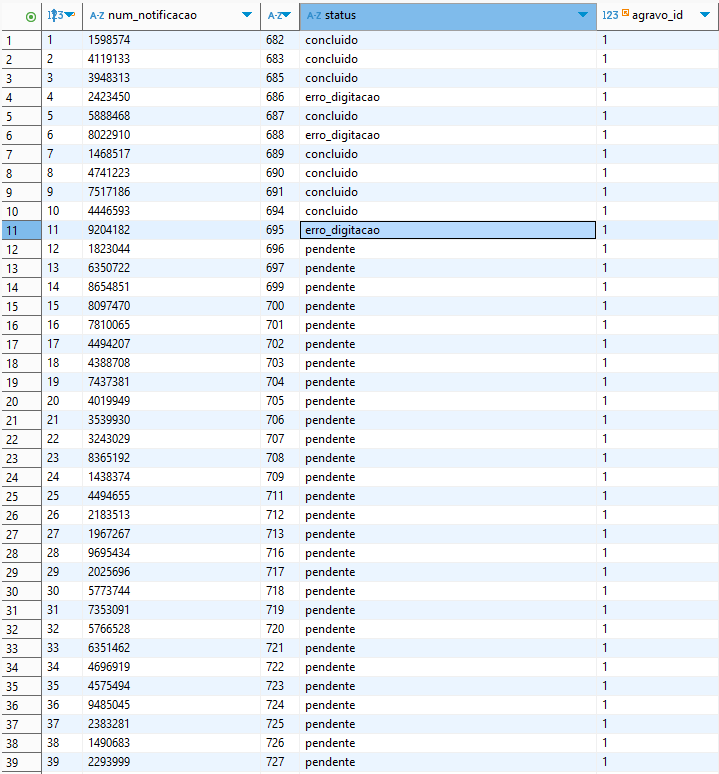 123 A-Z num_notificacao A-Z A-Z status 123 agravo_id
1 1 1598574 682 concluido 1
2 2 4119133 683 concluido 1
3 3 3948313 685 concluido 1
4 4 2423450 686 erro_digitacao 1
5 5 5888468 687 concluido 1
6 6 8022910 688 erro_digitacao 1
7 7 1468517 689 concluido 1
8 8 4741223 690 concluido 1
9 9 7517186 691 concluido 1
10 10 4446593 694 concluido 1
11 11 9204182 695 erro_digitacao 1
12 12 1823044 696 pendente 1
13 13 6350722 697 pendente 1
14 14 8654851 699 pendente 1
15 15 8097470 700 pendente 1
16 16 7810065 701 pendente 1
17 17 4494207 702 pendente 1
18 18 4388708 703 pendente 1
19 19 7437381 704 pendente 1
20 20 4019949 705 pendente 1
21 21 3539930 706 pendente 1
22 22 3243029 707 pendente 1
23 23 8365192 708 pendente 1
24 24 1438374 709 pendente 1
25 25 4494655 711 pendente 1
26 26 2183513 712 pendente 1
27 27 1967267 713 pendente 1
28 28 9695434 716 pendente 1
29 29 2025696 717 pendente 1
30 30 5773744 718 pendente 1
31 31 7353091 719 pendente 1
32 32 5766528 720 pendente 1
33 33 6351462 721 pendente 1
34 34 4696919 722 pendente 1
35 35 4575494 723 pendente 1
36 36 9485045 724 pendente 1
37 37 2383281 725 pendente 1
38 38 1490683 726 pendente 1
39 39 2293999 727 pendente 1